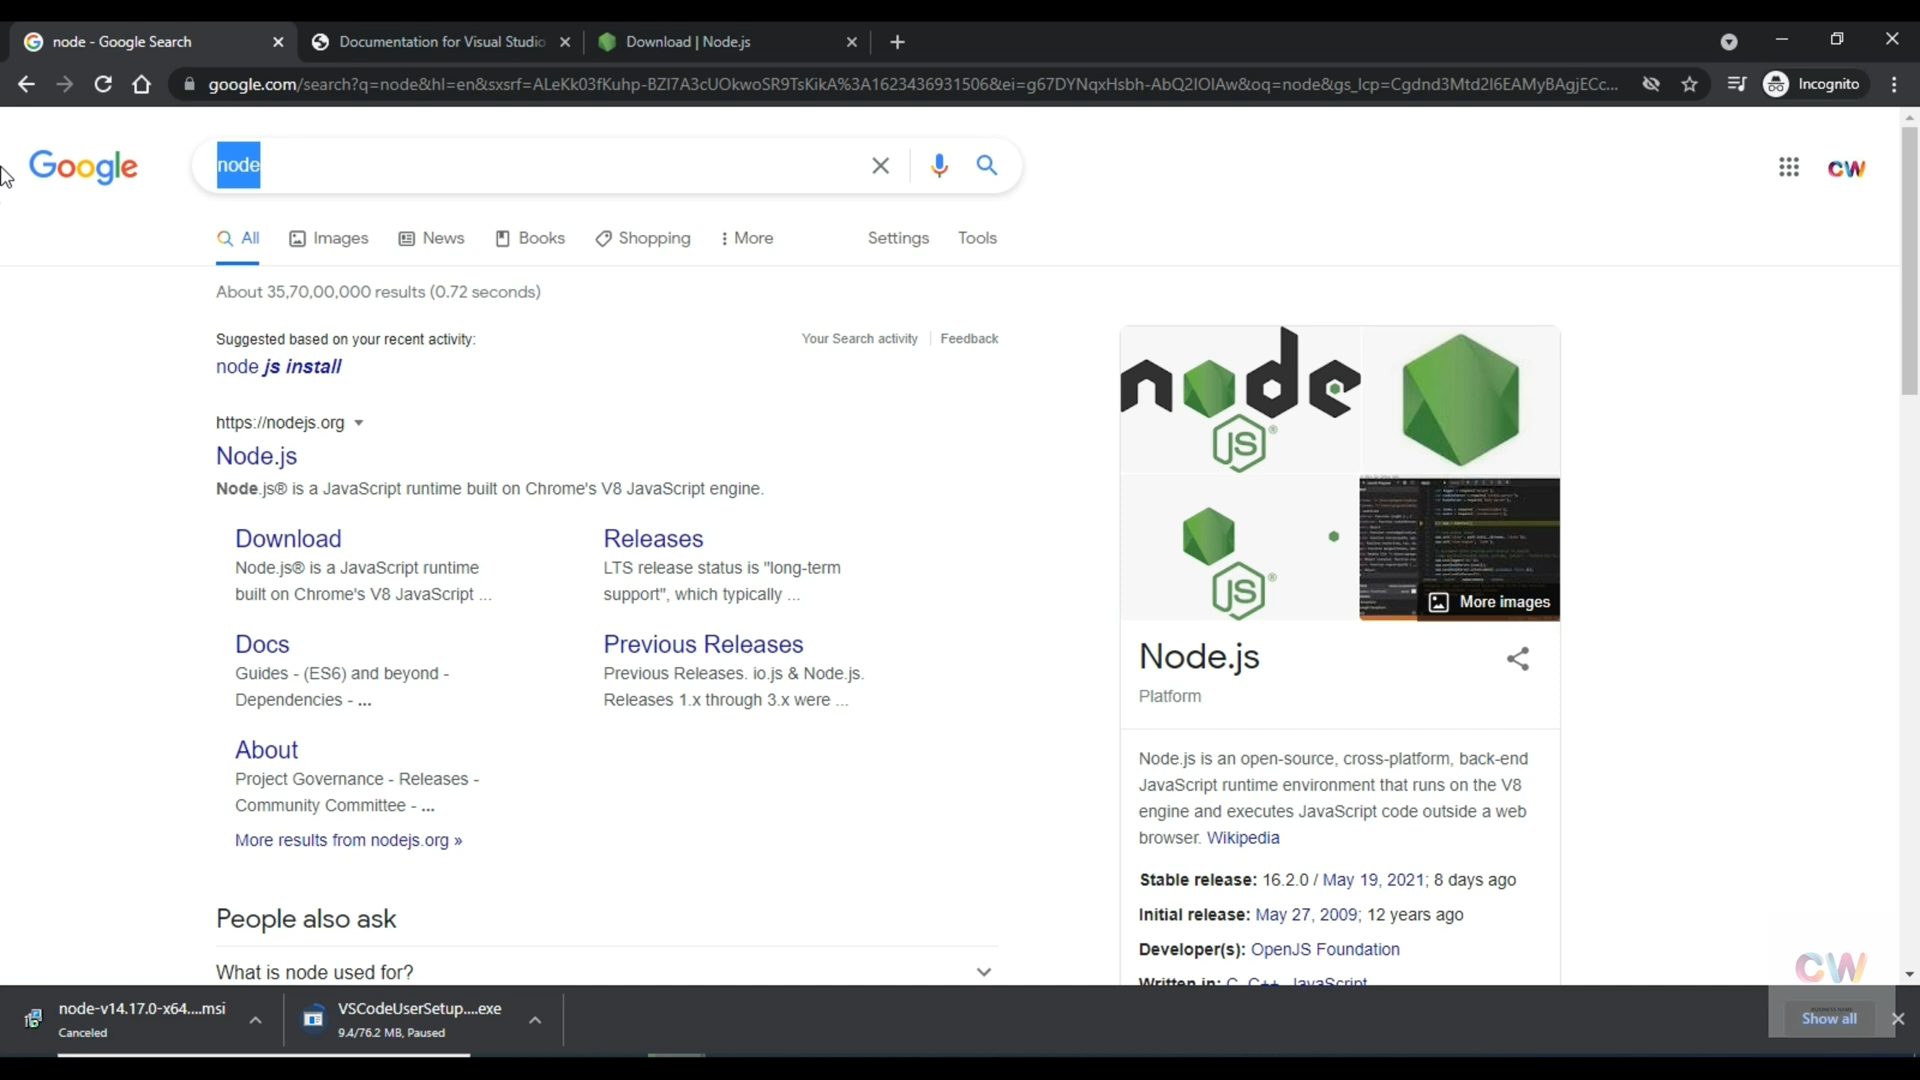 node - Google Search
Documentation for Visual Studio
Download | Node.js
google.com/search?q=node&hl=en&sxsrf=ALeKk03fKuhp-BZI7A3cUOkwoSR9TsKikA%3A1623436931506&ei=g67DYNqxHsbh-AbQ2IOIAw&oq=node&gs_lcp=Cgdnd3Mtd2l6EAMyBAgjECc...
Incognito
Google
node
CW
All
Images
News
Books
Shopping
More
Settings
Tools
About 35,70,00,000 results (0.72 seconds)
Suggested based on your recent activity:
Your Search activity
Feedback
node js install
https://nodejs.org
Node.js
Node.js® is a JavaScript runtime built on Chrome's V8 JavaScript engine.
Download
Node.js® is a JavaScript runtime
built on Chrome's V8 JavaScript ...
Releases
LTS release status is "long-term
support", which typically ...
Docs
Guides - (ES6) and beyond -
Dependencies - ...
Previous Releases
Previous Releases. io.js & Node.js.
Releases 1.x through 3.x were ...
About
Project Governance - Releases -
Community Committee - ...
More results from nodejs.org »
People also ask
What is node used for?
node
JS
JS
More images
Node.js
Platform
Node.js is an open-source, cross-platform, back-end
JavaScript runtime environment that runs on the V8
engine and executes JavaScript code outside a web
browser. Wikipedia
Stable release: 16.2.0 / May 19, 2021; 8 days ago
Initial release: May 27, 2009; 12 years ago
Developer(s): OpenJS Foundation
Written in: C, C++, JavaScript
CW
node-v14.17.0-x64....msi
Canceled
VSCodeUserSetup....exe
9.4/76.2 MB, Paused
Show all